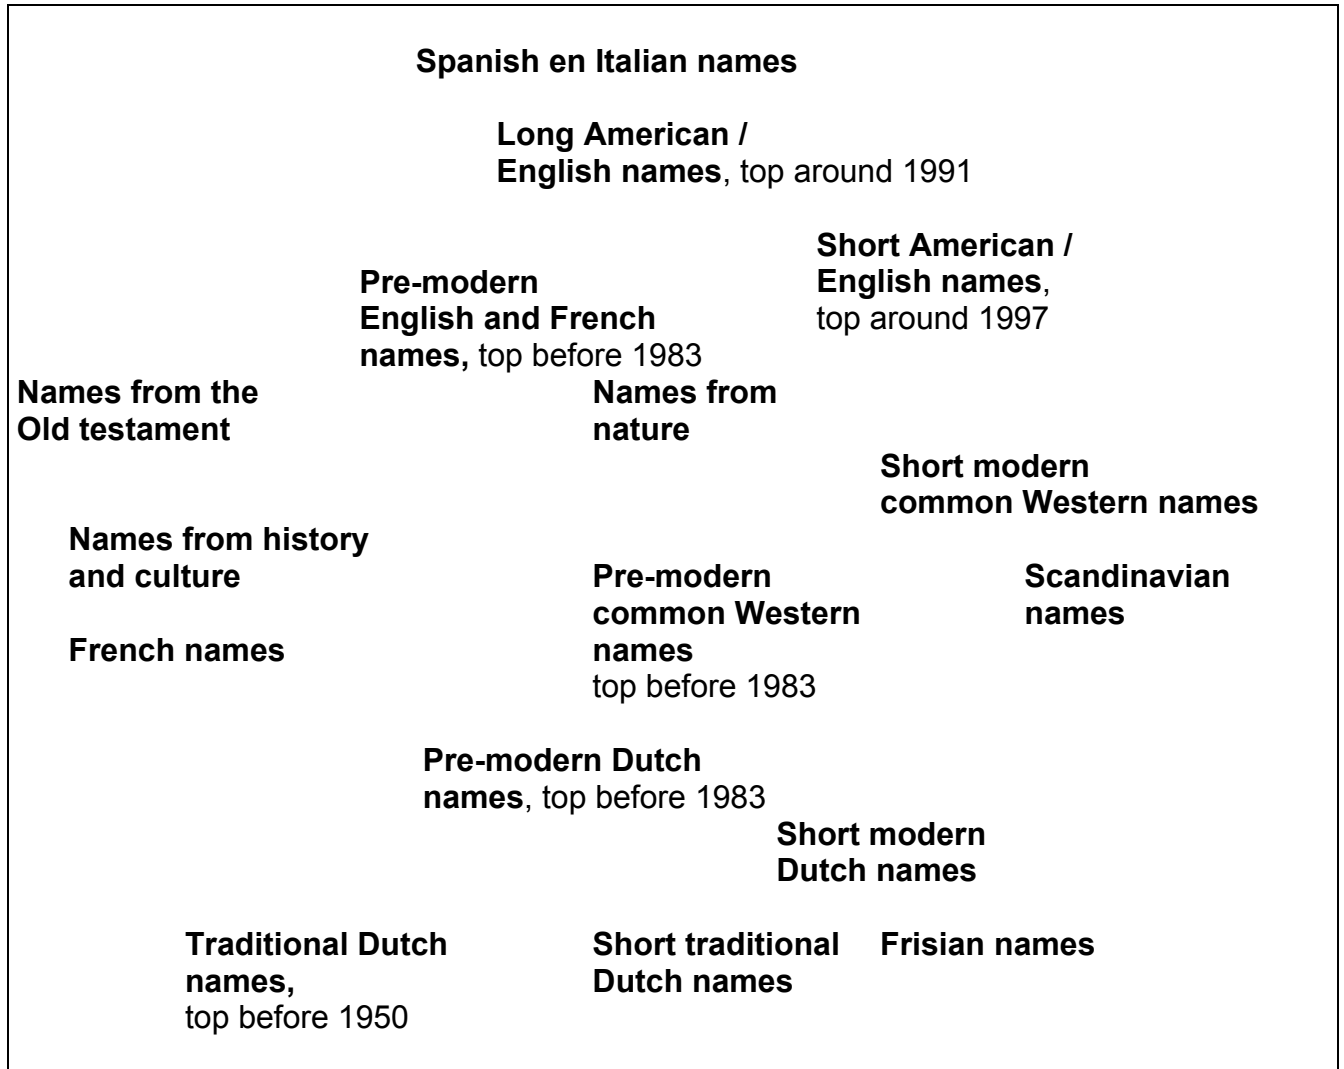 Spanish en Italian names
Long American /
English names, top around 1991
Short American /
English names,
top around 1997
Pre-modern
English and French
names, top before 1983
Names from the
Old testament
Names from
nature
Short modern
common Western names
Names from history
and culture
Pre-modern
common Western
names
top before 1983
Scandinavian
names
French names
Pre-modern Dutch
names, top before 1983
Short modern
Dutch names
Traditional Dutch
names,
top before 1950
Short traditional
Dutch names
Frisian names